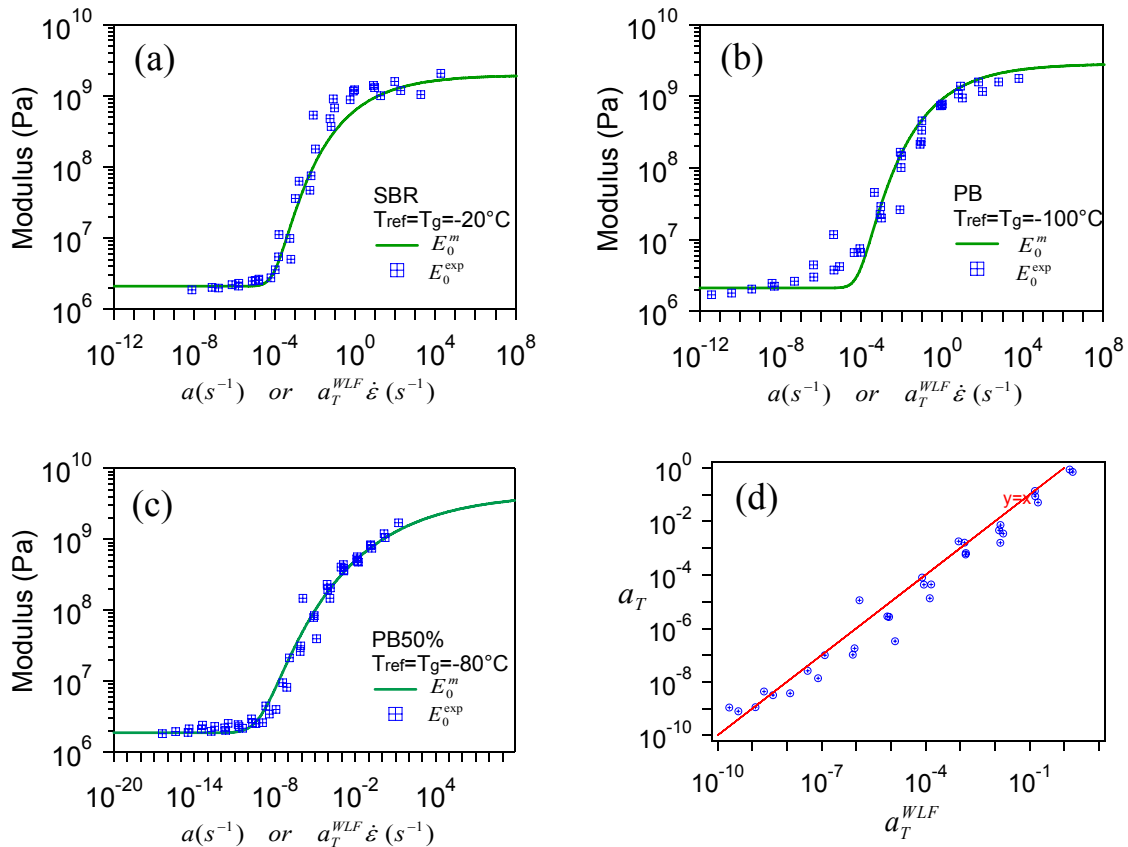 (a)
Modulus (Pa)
10^10
10^9
10^8
10^7
10^6
SBR
Tref=Tg=-20°C
E_0^m
E_0^exp
10^-12 10^-8 10^-4 10^0 10^4 10^8
a(s^-1) or a_T^WLF ε̇ (s^-1)
(b)
Modulus (Pa)
10^10
10^9
10^8
10^7
10^6
PB
Tref=Tg=-100°C
E_0^m
E_0^exp
10^-12 10^-8 10^-4 10^0 10^4 10^8
a(s^-1) or a_T^WLF ε̇ (s^-1)
(c)
Modulus (Pa)
10^10
10^9
10^8
10^7
10^6
PB50%
Tref=Tg=-80°C
E_0^m
E_0^exp
10^-20 10^-14 10^-8 10^-2 10^4
a(s^-1) or a_T^WLF ε̇ (s^-1)
(d)
a_T
10^0
10^-2
10^-4
10^-6
10^-8
10^-10
y=x
10^-10 10^-7 10^-4 10^-1
a_T^WLF